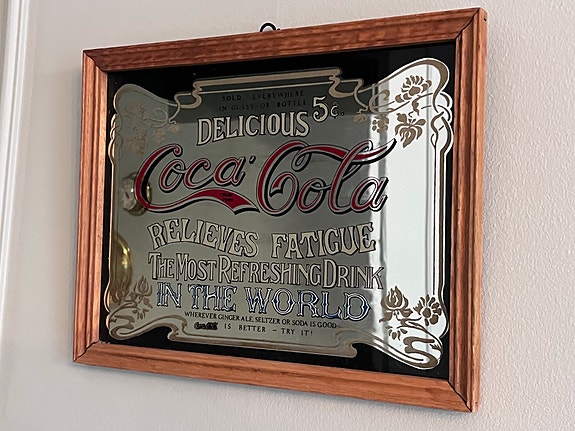 SOLD EVERYWHERE
IN GLASS OR BOTTLE
DELICIOUS 5¢.
Coca-Cola
RELIEVES FATIGUE
THE MOST REFRESHING DRINK
IN THE WORLD
WHEREVER GINGER ALE, SELTZER OR SODA IS GOOD
IS BETTER - TRY IT!